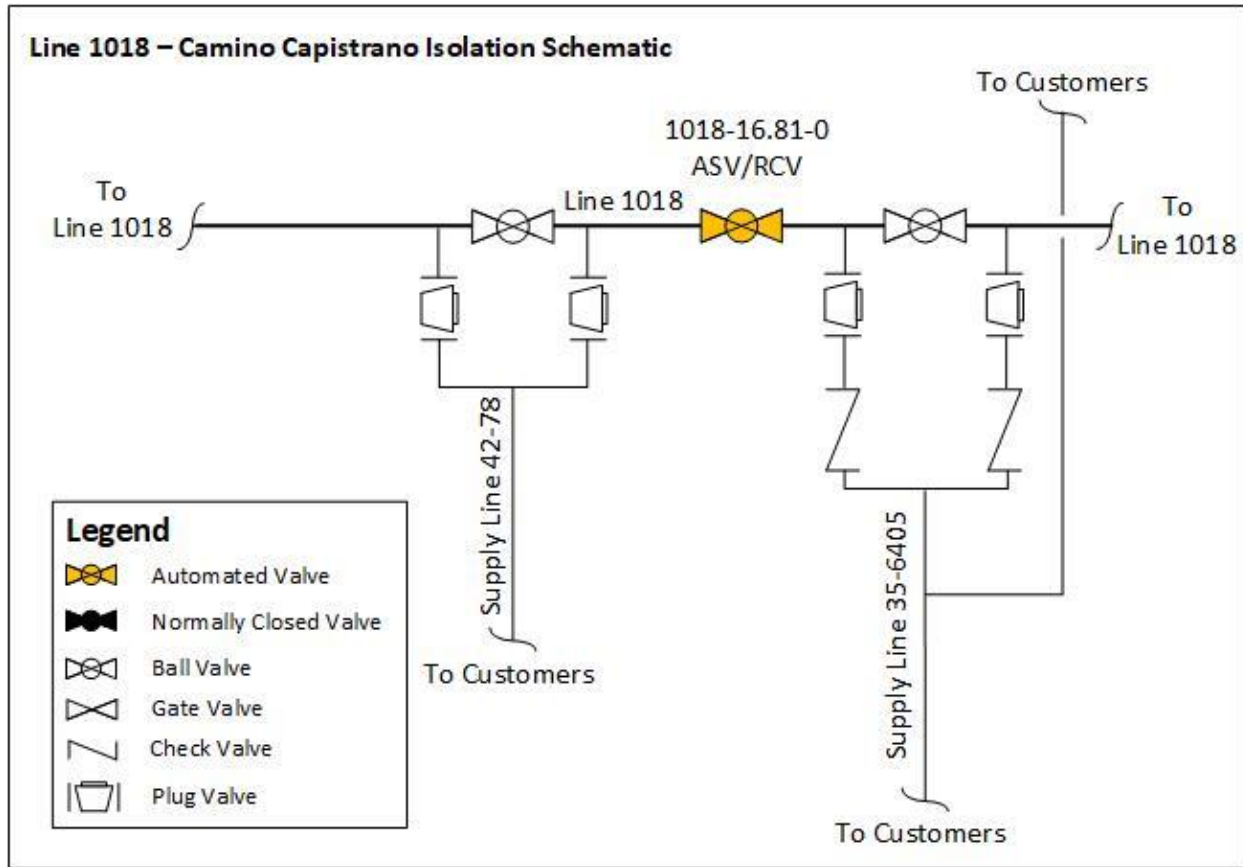 Line 1018 – Camino Capistrano Isolation Schematic
To Customers
1018-16.81-0
ASV/RCV
To
Line 1018
Line 1018
To
Line 1018
Supply Line 42-78
To Customers
Supply Line 35-6405
To Customers
Legend
Automated Valve
Normally Closed Valve
Ball Valve
Gate Valve
Check Valve
Plug Valve